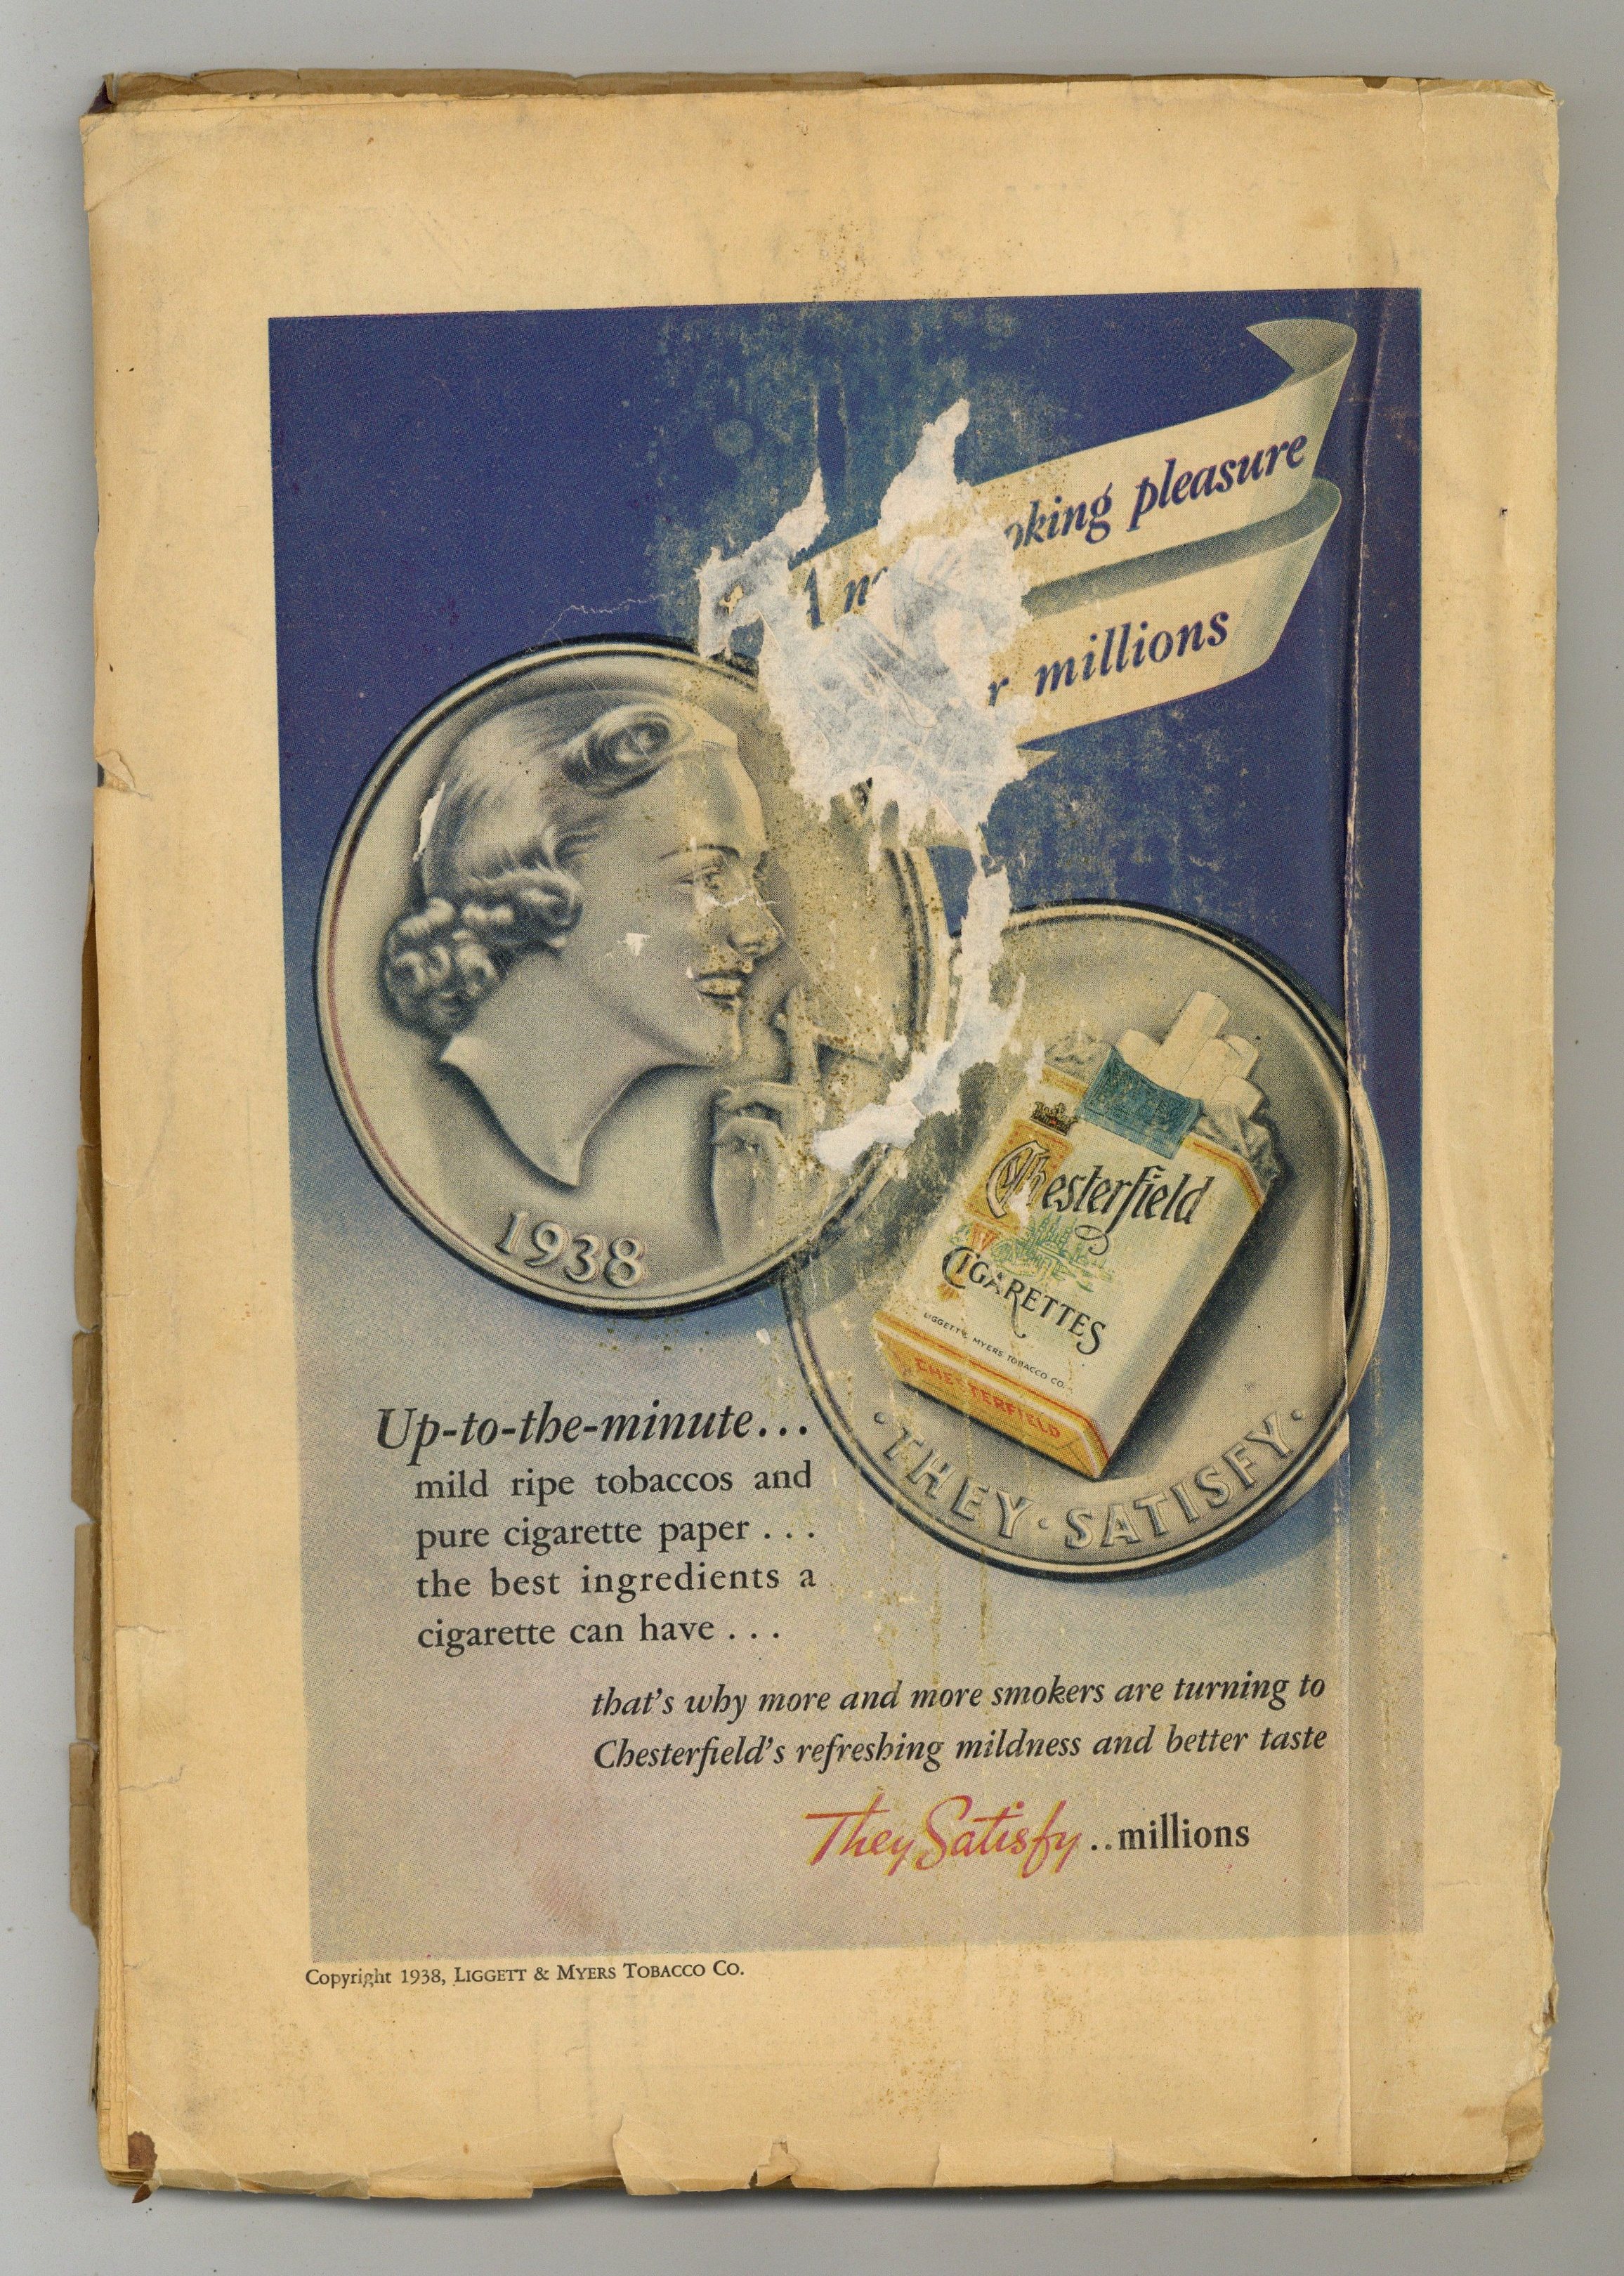 pleasure
millions
1938
Chesterfield
CIGARETTES
LIGGETT & MYERS TOBACCO CO.
CHESTERFIELD
· THEY · SATISFY ·
Up-to-the-minute...
mild ripe tobaccos and
pure cigarette paper . . .
the best ingredients a
cigarette can have . . .
that's why more and more smokers are turning to
Chesterfield's refreshing mildness and better taste
They Satisfy..millions
Copyright 1938, LIGGETT & MYERS TOBACCO CO.